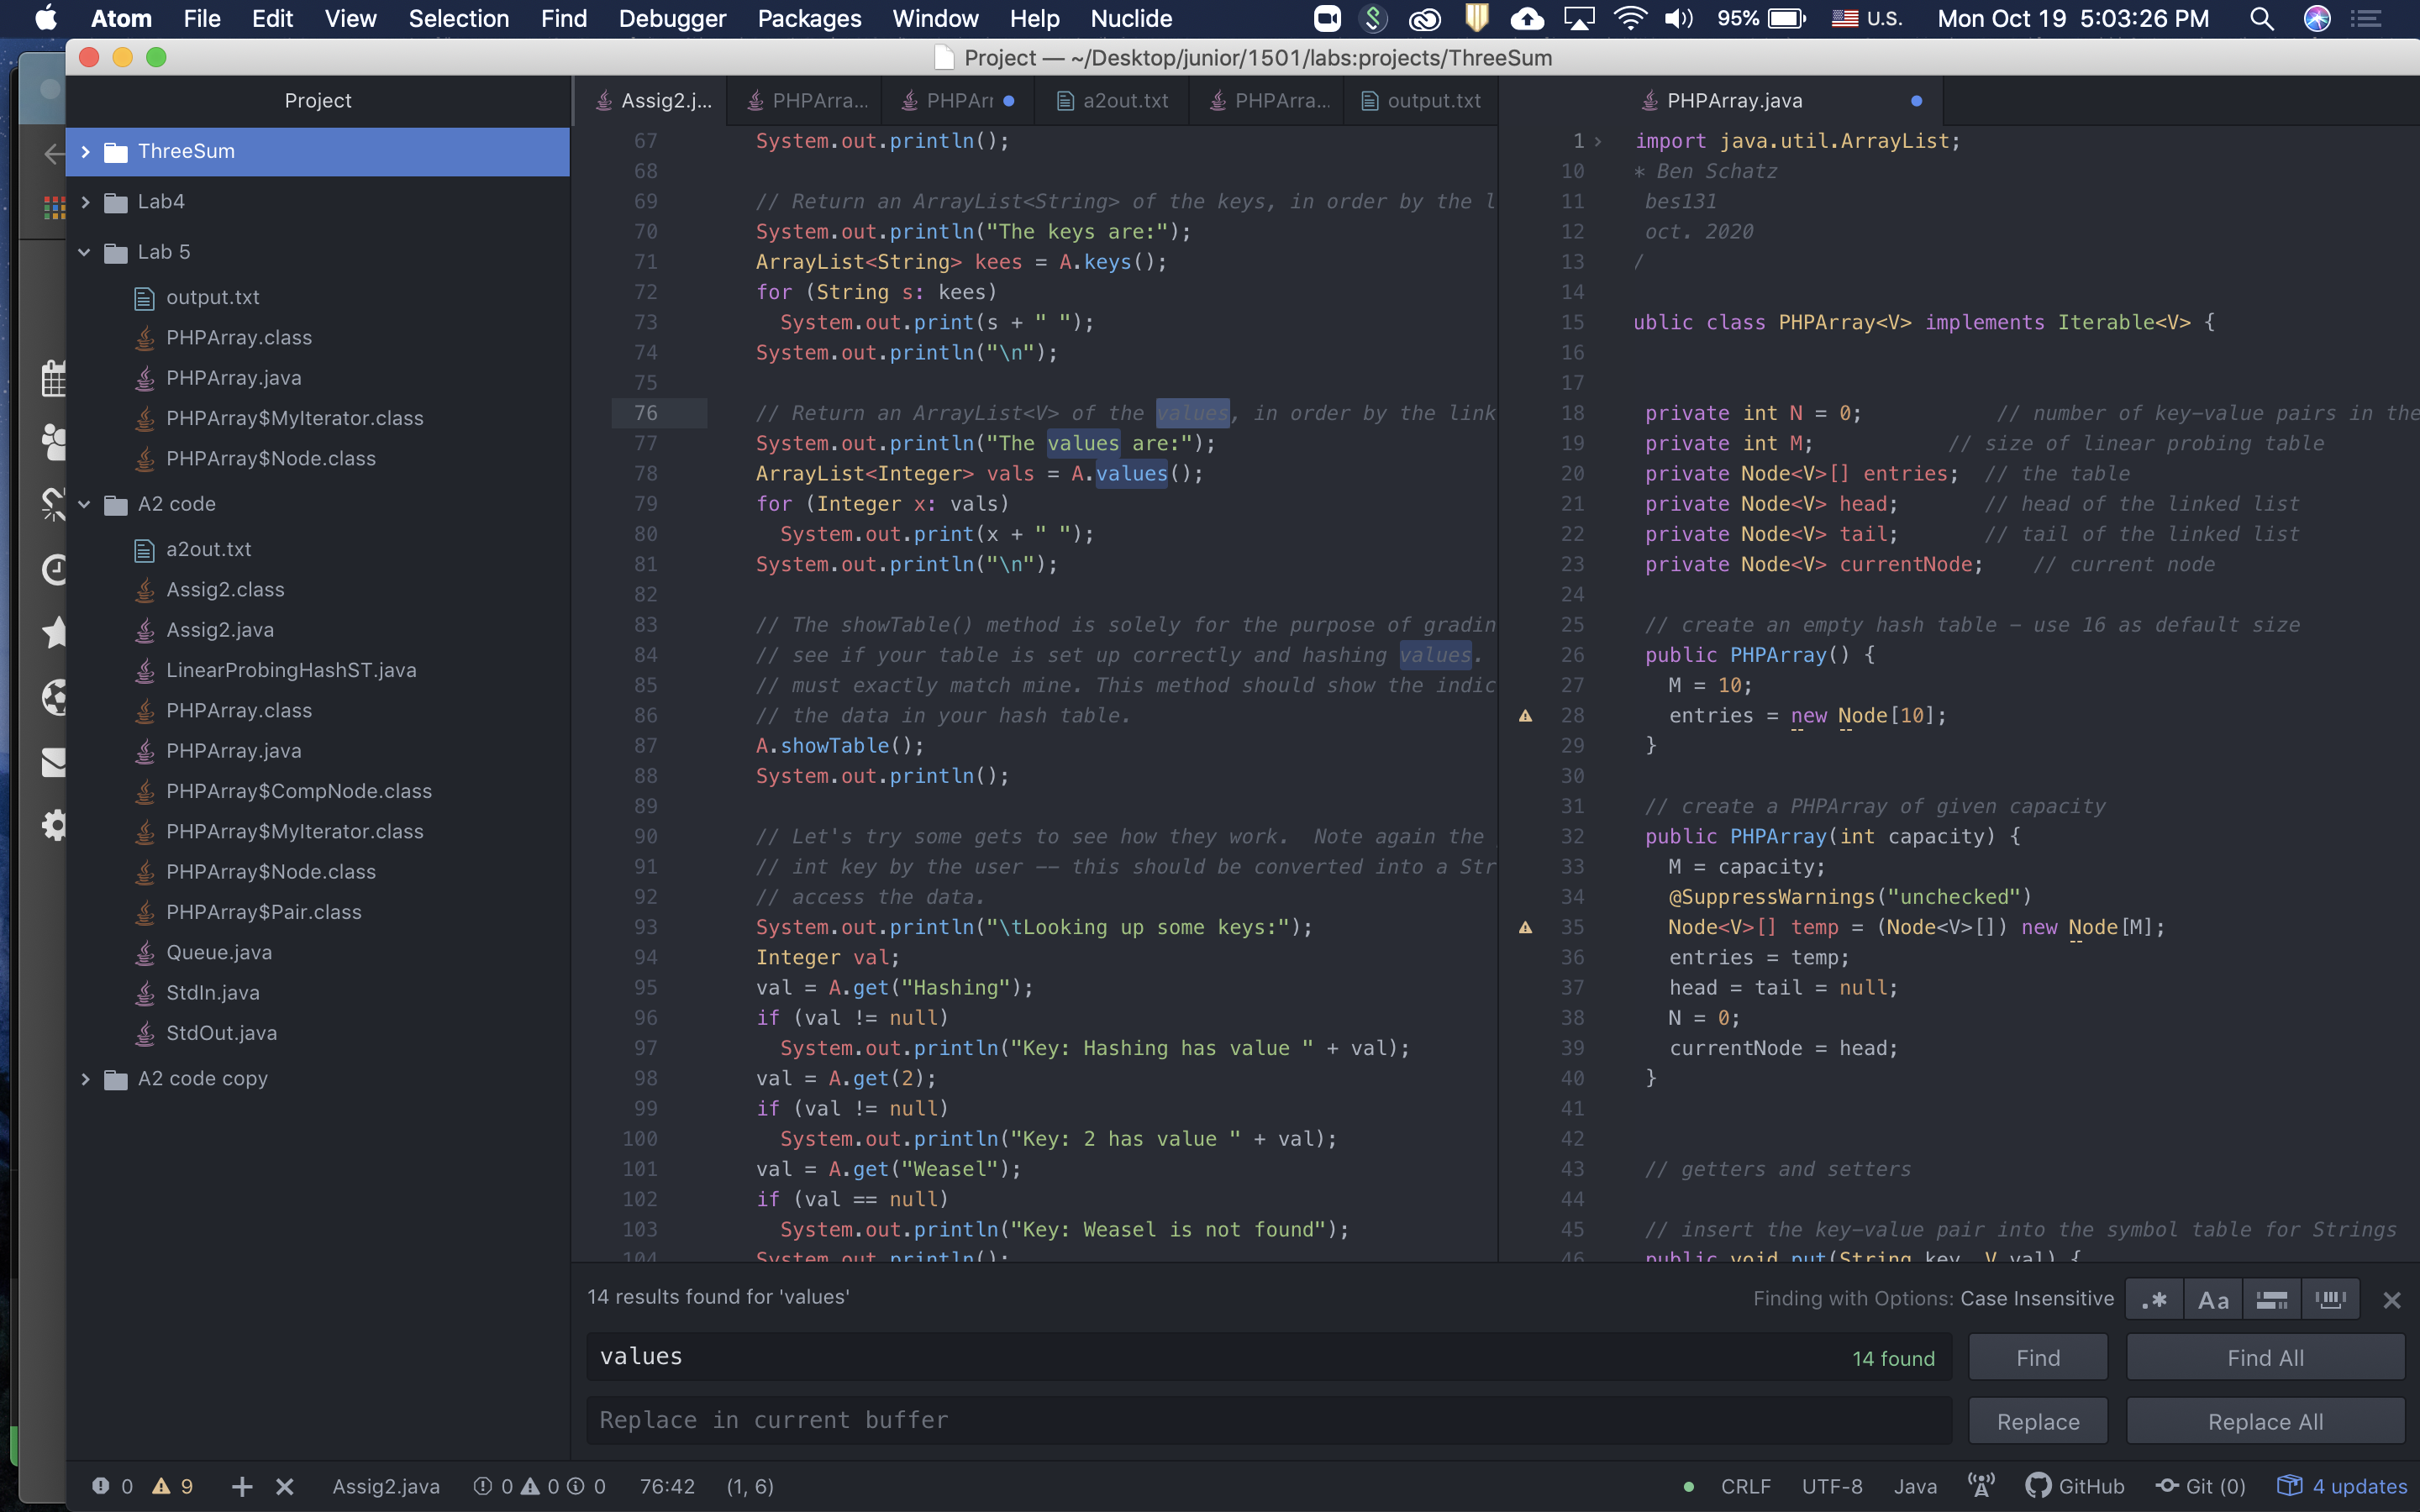 Atom File Edit View Selection Find Debugger Packages Window Help Nuclide 95% U.S. Mon Oct 19 5:03:26 PM
Project — ~/Desktop/junior/1501/labs:projects/ThreeSum
Project
ThreeSum
Lab4
Lab 5
output.txt
PHPArray.class
PHPArray.java
PHPArray$MyIterator.class
PHPArray$Node.class
A2 code
a2out.txt
Assig2.class
Assig2.java
LinearProbingHashST.java
PHPArray.class
PHPArray.java
PHPArray$CompNode.class
PHPArray$MyIterator.class
PHPArray$Node.class
PHPArray$Pair.class
Queue.java
StdIn.java
StdOut.java
A2 code copy
Assig2.j... PHPArra... PHPArr a2out.txt PHPArra... output.txt
67 System.out.println();
68
69 // Return an ArrayList<String> of the keys, in order by the l
70 System.out.println("The keys are:");
71 ArrayList<String> kees = A.keys();
72 for (String s: kees)
73 System.out.print(s + " ");
74 System.out.println("\n");
75
76 // Return an ArrayList<V> of the values, in order by the link
77 System.out.println("The values are:");
78 ArrayList<Integer> vals = A.values();
79 for (Integer x: vals)
80 System.out.print(x + " ");
81 System.out.println("\n");
82
83 // The showTable() method is solely for the purpose of gradin
84 // see if your table is set up correctly and hashing values.
85 // must exactly match mine. This method should show the indic
86 // the data in your hash table.
87 A.showTable();
88 System.out.println();
89
90 // Let's try some gets to see how they work.  Note again the
91 // int key by the user -- this should be converted into a Str
92 // access the data.
93 System.out.println("\tLooking up some keys:");
94 Integer val;
95 val = A.get("Hashing");
96 if (val != null)
97 System.out.println("Key: Hashing has value " + val);
98 val = A.get(2);
99 if (val != null)
100 System.out.println("Key: 2 has value " + val);
101 val = A.get("Weasel");
102 if (val == null)
103 System.out.println("Key: Weasel is not found");
104 System.out.println();
PHPArray.java
1 import java.util.ArrayList;
10 * Ben Schatz
11 bes131
12 oct. 2020
13 /
14
15 ublic class PHPArray<V> implements Iterable<V> {
16
17
18 private int N = 0; // number of key-value pairs in the
19 private int M; // size of linear probing table
20 private Node<V>[] entries; // the table
21 private Node<V> head; // head of the linked list
22 private Node<V> tail; // tail of the linked list
23 private Node<V> currentNode; // current node
24
25 // create an empty hash table - use 16 as default size
26 public PHPArray() {
27 M = 10;
28 entries = new Node[10];
29 }
30
31 // create a PHPArray of given capacity
32 public PHPArray(int capacity) {
33 M = capacity;
34 @SuppressWarnings("unchecked")
35 Node<V>[] temp = (Node<V>[]) new Node[M];
36 entries = temp;
37 head = tail = null;
38 N = 0;
39 currentNode = head;
40 }
41
42
43 // getters and setters
44
45 // insert the key-value pair into the symbol table for Strings
46 public void put(String key, V val) {
14 results found for 'values' Finding with Options: Case Insensitive .* Aa
values 14 found Find Find All
Replace in current buffer Replace Replace All
0 9 Assig2.java 0 0 0 76:42 (1, 6) CRLF UTF-8 Java GitHub Git (0) 4 updates